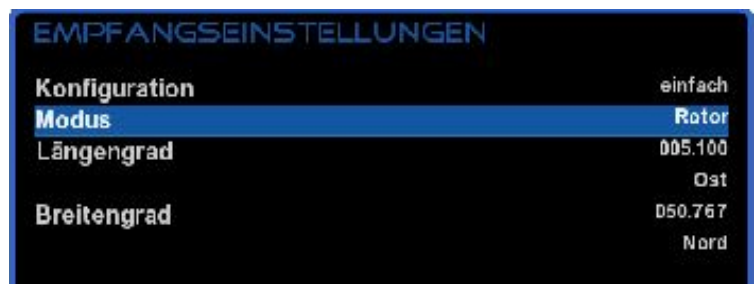 EMPFANGSEINSTELLUNGEN
Konfiguration einfach
Modus Rotor
Längengrad 005.100
Ost
Breitengrad 050.767
Nord